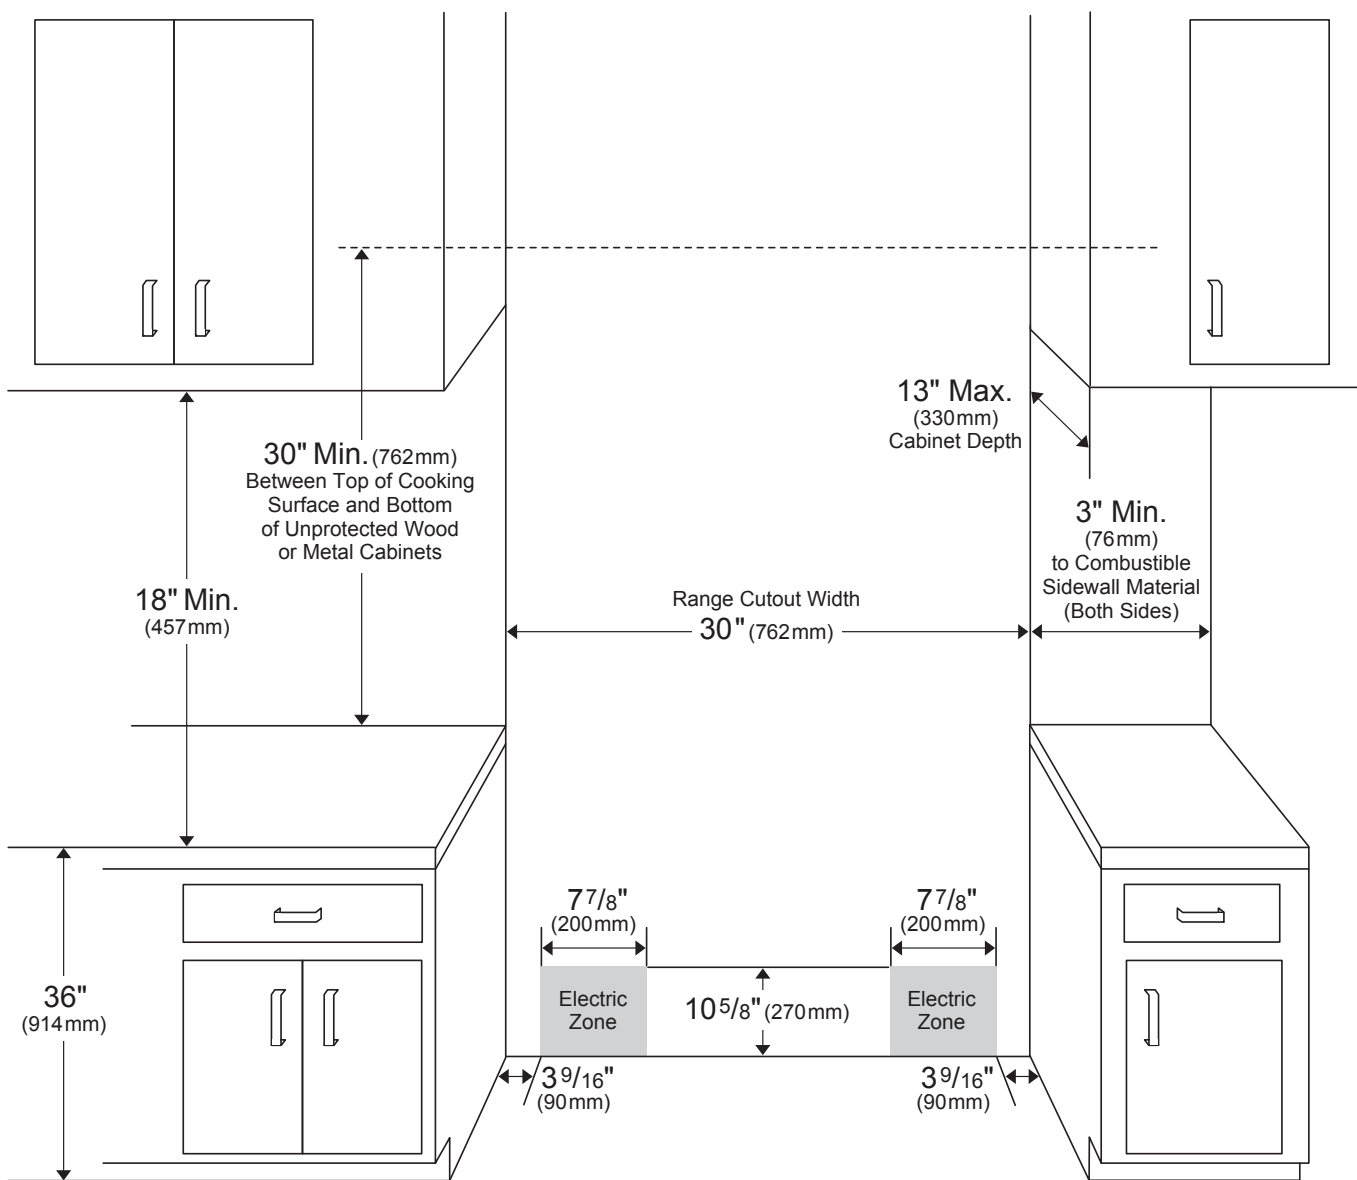 13" Max.
(330mm)
Cabinet Depth
30" Min. (762mm)
Between Top of Cooking
Surface and Bottom
of Unprotected Wood
or Metal Cabinets
3" Min.
(76mm)
to Combustible
Sidewall Material
(Both Sides)
18" Min.
(457mm)
Range Cutout Width
30" (762mm)
7 7/8"
(200mm)
7 7/8"
(200mm)
36"
(914mm)
Electric
Zone
10 5/8" (270mm)
Electric
Zone
3 9/16"
(90mm)
3 9/16"
(90mm)